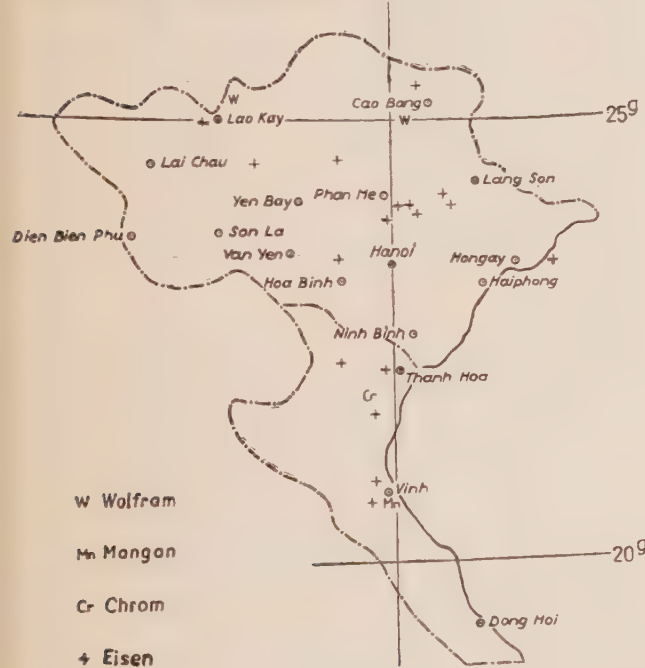 W
Cao Bang
Lao Kay
W
25g
Lai Chau
Lang Son
Yen Bay
Phan Me
Dien Bien Phu
Son La
Van Yen
Hanoi
Mongay
Hoa Binh
Haiphong
Ninh Binh
Thanh Hoa
Cr
Vinh
Mn
W Wolfram
Mn Mangan
20g
Cr Chrom
Dong Hoi
+ Eisen